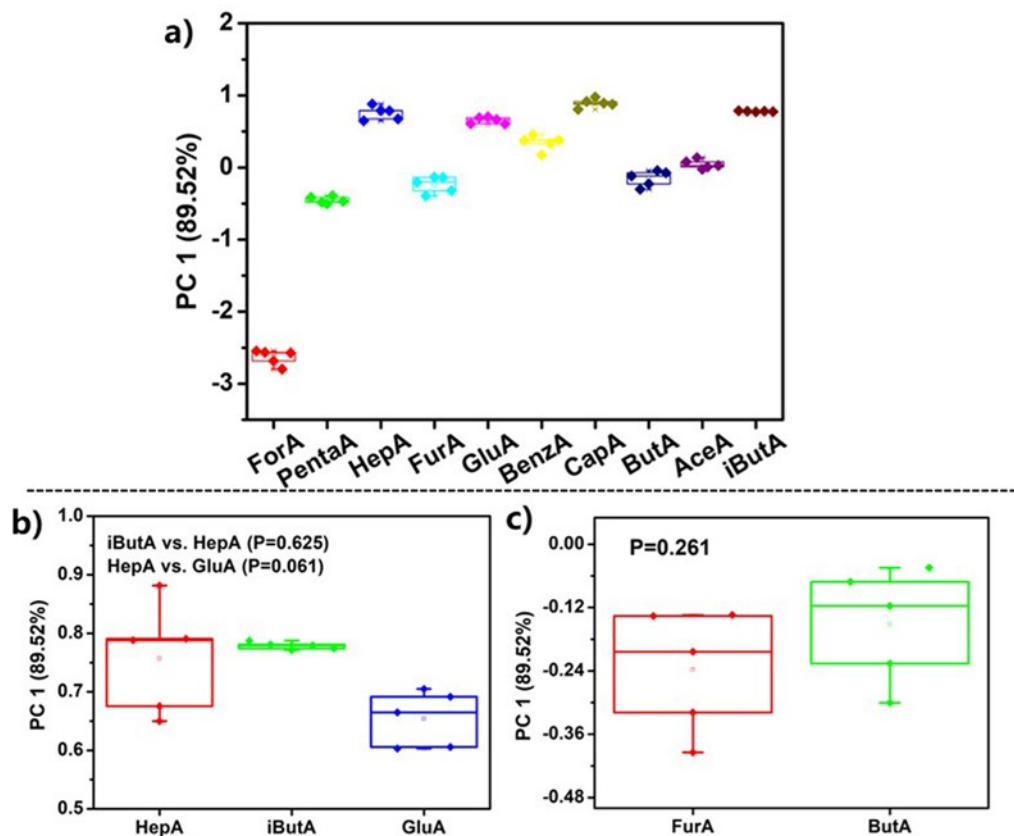 a)
PC 1 (89.52%)
2
1
0
-1
-2
-3
ForA
PentaA
HepA
FurA
GluA
BenzA
CapA
ButA
AceA
iButA
b)
iButA vs. HepA (P=0.625)
HepA vs. GluA (P=0.061)
PC 1 (89.52%)
1.0
0.9
0.8
0.7
0.6
0.5
HepA
iButA
GluA
c)
P=0.261
PC 1 (89.52%)
0.00
-0.12
-0.24
-0.36
-0.48
FurA
ButA